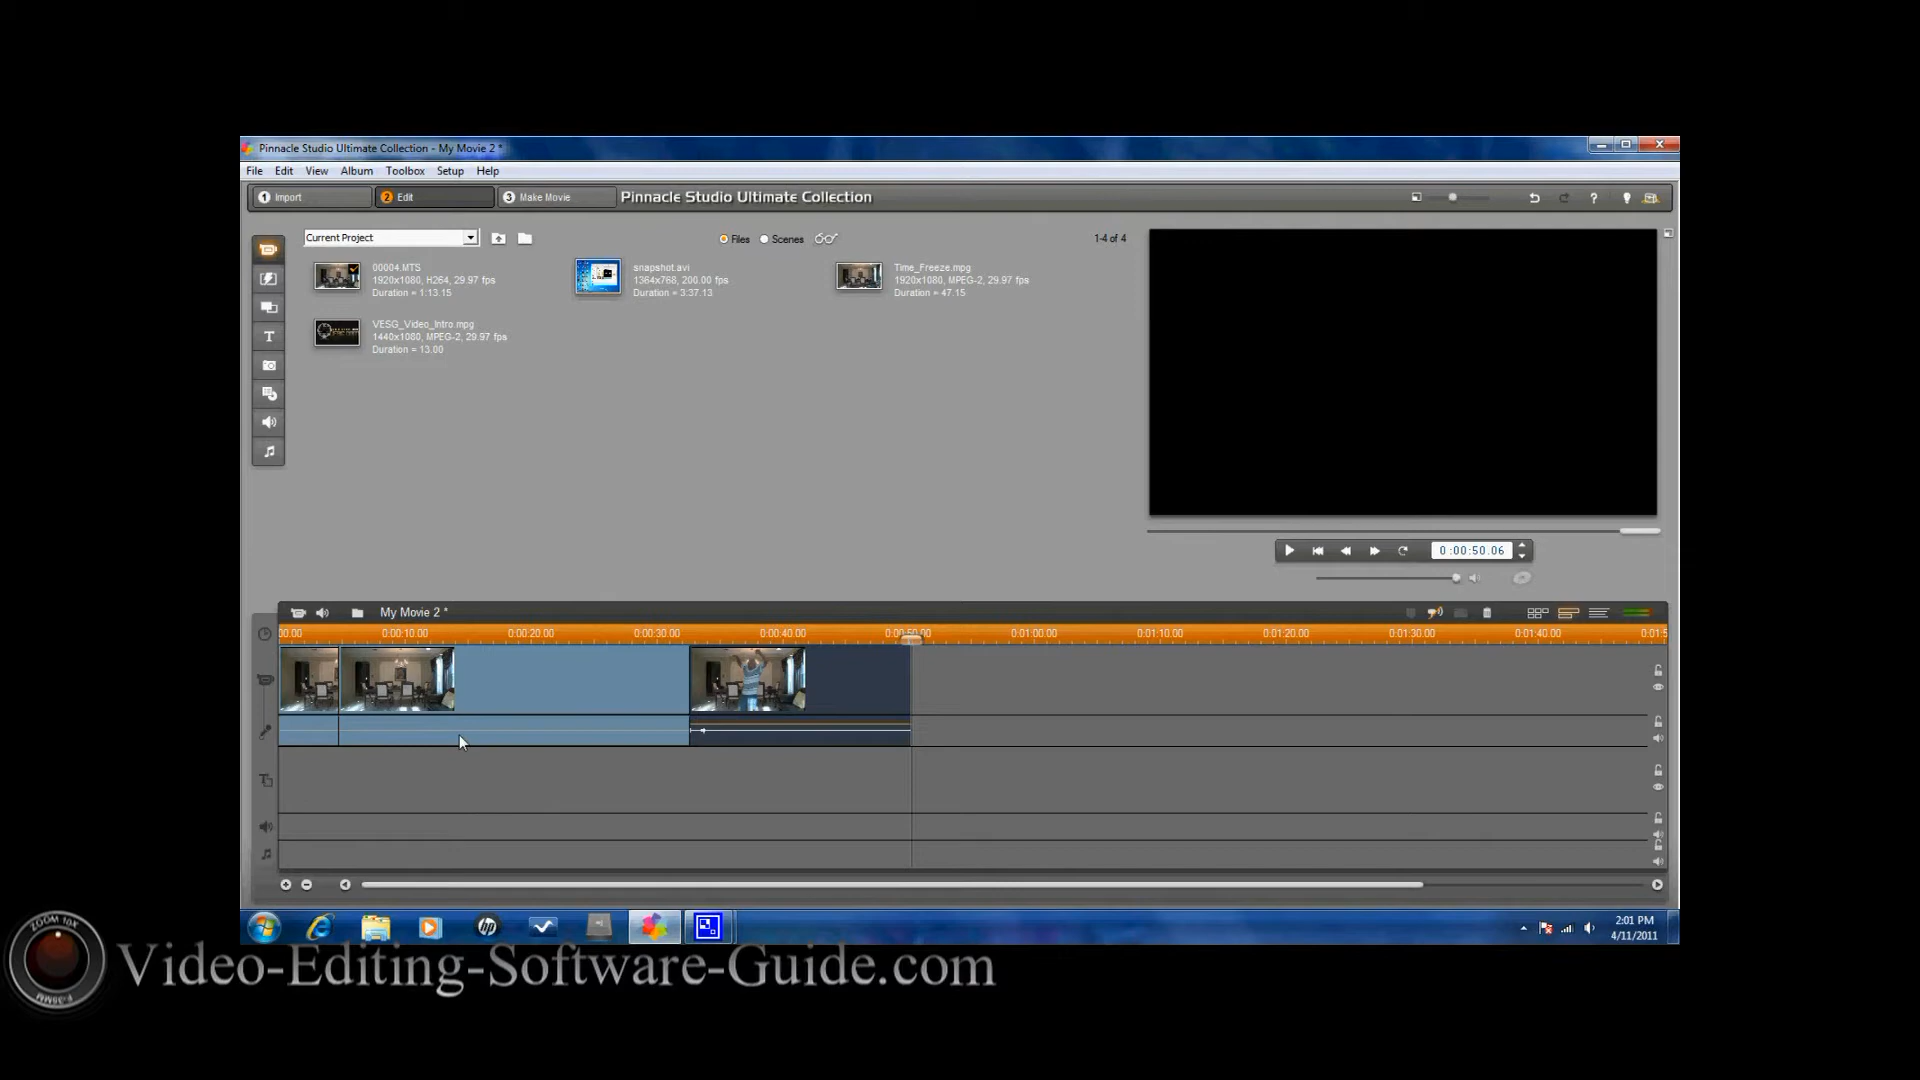 Pinnacle Studio Ultimate Collection - My Movie 2 *
File Edit View Album Toolbox Setup Help
1 Import 2 Edit 3 Make Movie Pinnacle Studio Ultimate Collection ?
Current Project Files Scenes 1-4 of 4
00004.MTS
1920x1080, H264, 29.97 fps
Duration = 1:13.15
snapshot.avi
1364x768, 200.00 fps
Duration = 3:37.13
Time_Freeze.mpg
1920x1080, MPEG-2, 29.97 fps
Duration = 47.15
VESG_Video_Intro.mpg
1440x1080, MPEG-2, 29.97 fps
Duration = 13.00
T
0:00:50.06
My Movie 2 *
00.00 0:00:10.00 0:00:20.00 0:00:30.00 0:00:40.00 0:00:50.00 0:01:00.00 0:01:10.00 0:01:20.00 0:01:30.00 0:01:40.00 0:01:5
hp
2:01 PM
4/11/2011
ZOOM 10X
F-35MM
Video-Editing-Software-Guide.com